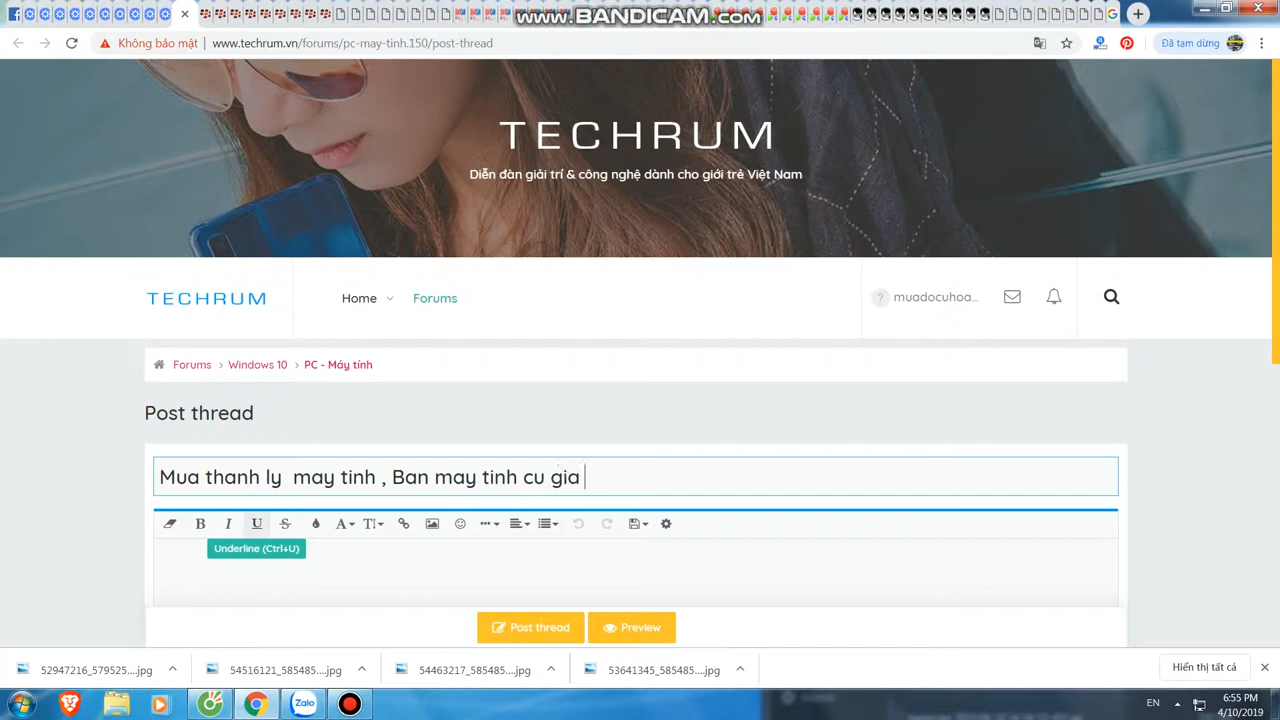 www.BANDICAM.com
Không bảo mật
www.techrum.vn/forums/pc-may-tinh.150/post-thread
Đã tạm dừng
TECHRUM
Diễn đàn giải trí & công nghệ dành cho giới trẻ Việt Nam
TECHRUM
Home
Forums
muadocuhoa...
Forums
Windows 10
PC - Máy tính
Post thread
Mua thanh ly  may tinh , Ban may tinh cu gia
Underline (Ctrl+U)
Post thread
Preview
52947216_579525....jpg
54516121_585485....jpg
54463217_585485....jpg
53641345_585485....jpg
Hiển thị tất cả
Zalo
EN
6:55 PM
4/10/2019